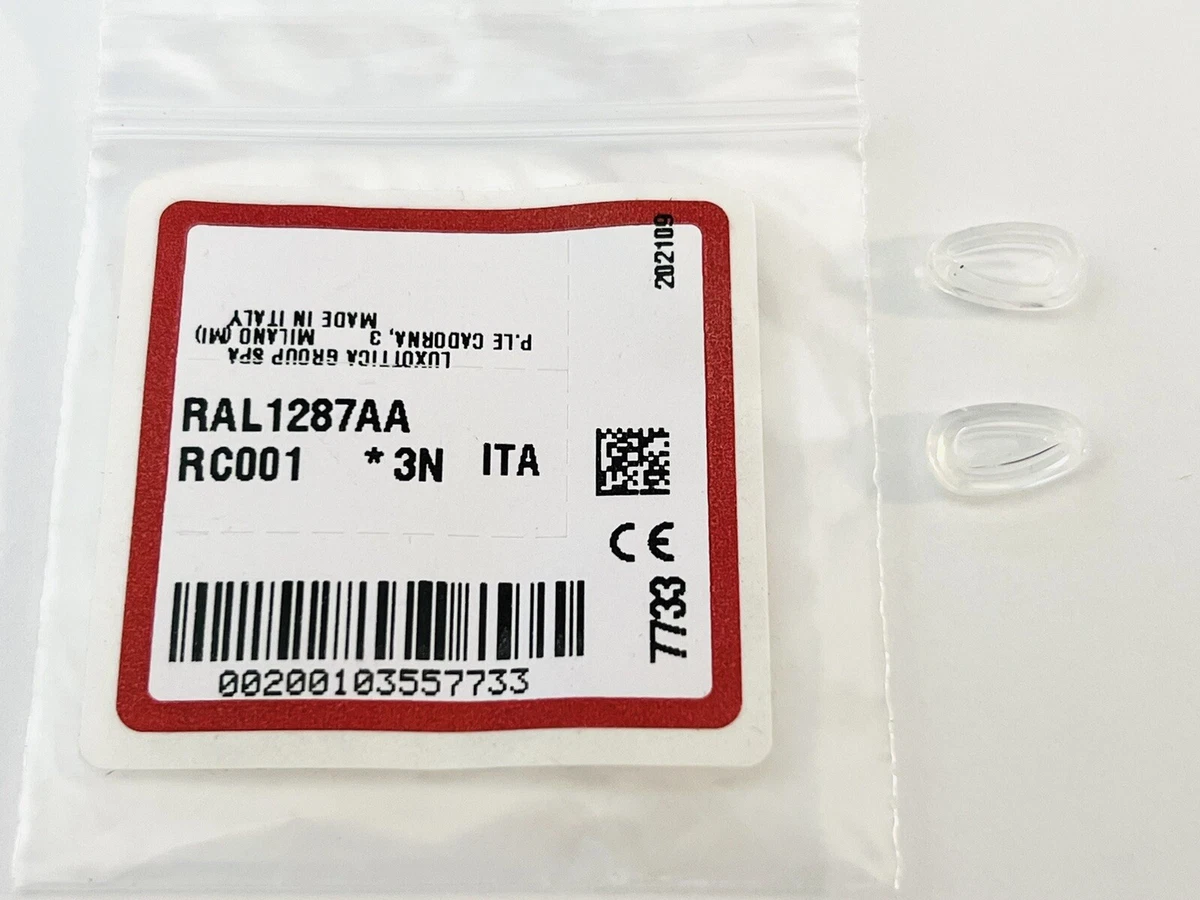 202109
LUXOTTICA GROUP SPA
P.LE CADORNA, 3 MILANO (MI)
MADE IN ITALY
RAL1287AA
RC001 *3N ITA
CE
7733
00200103557733